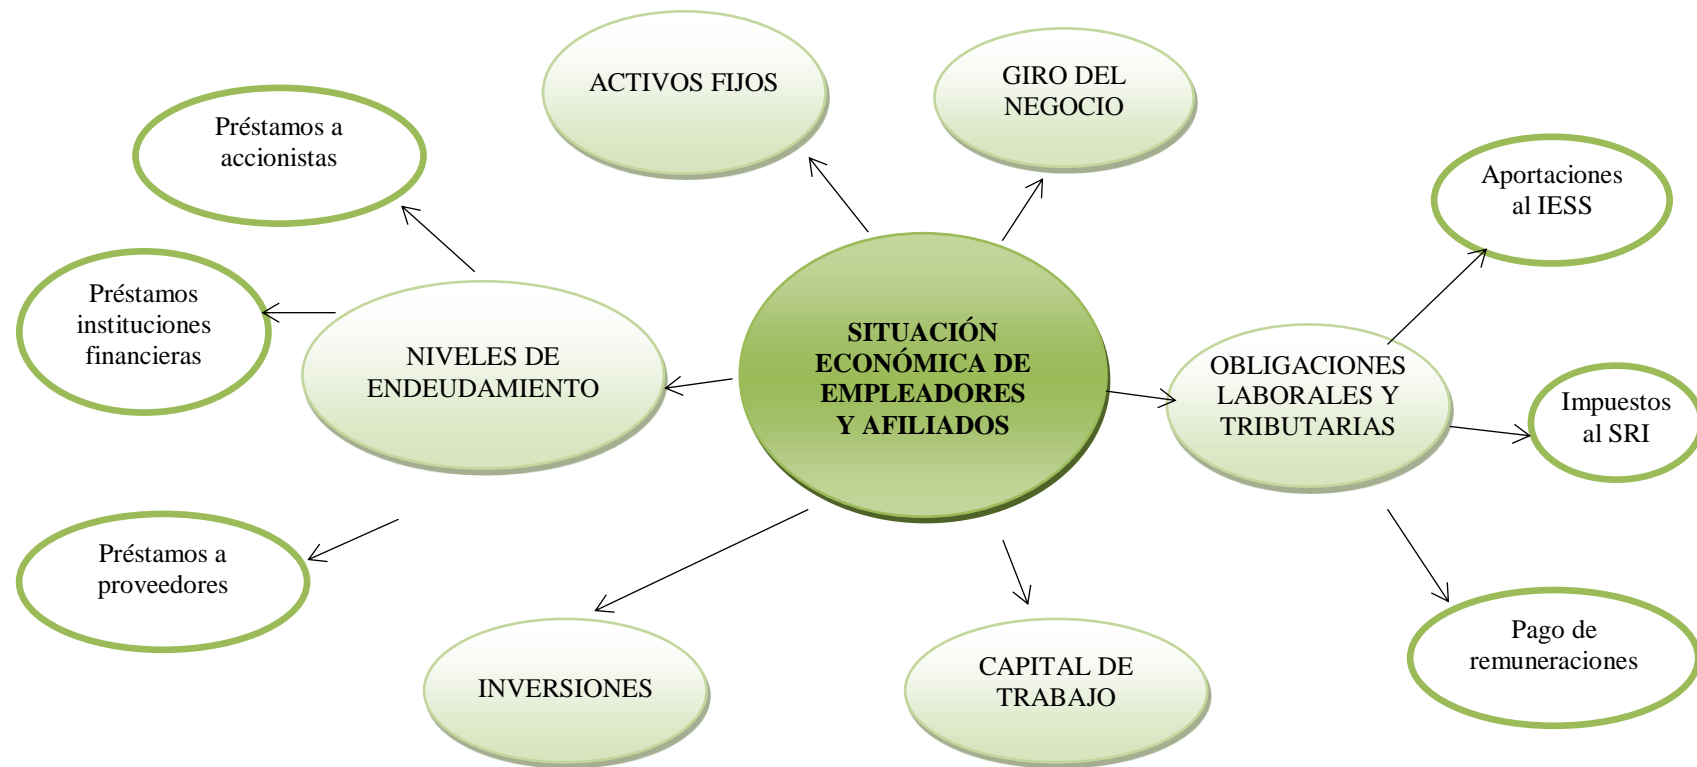 ACTIVOS FIJOS
GIRO DEL
NEGOCIO
Préstamos a
accionistas
Aportaciones
al IESS
Préstamos
instituciones
financieras
NIVELES DE
ENDEUDAMIENTO
SITUACIÓN
ECONÓMICA DE
EMPLEADORES
Y AFILIADOS
OBLIGACIONES
LABORALES Y
TRIBUTARIAS
Impuestos
al SRI
Préstamos a
proveedores
INVERSIONES
CAPITAL DE
TRABAJO
Pago de
remuneraciones